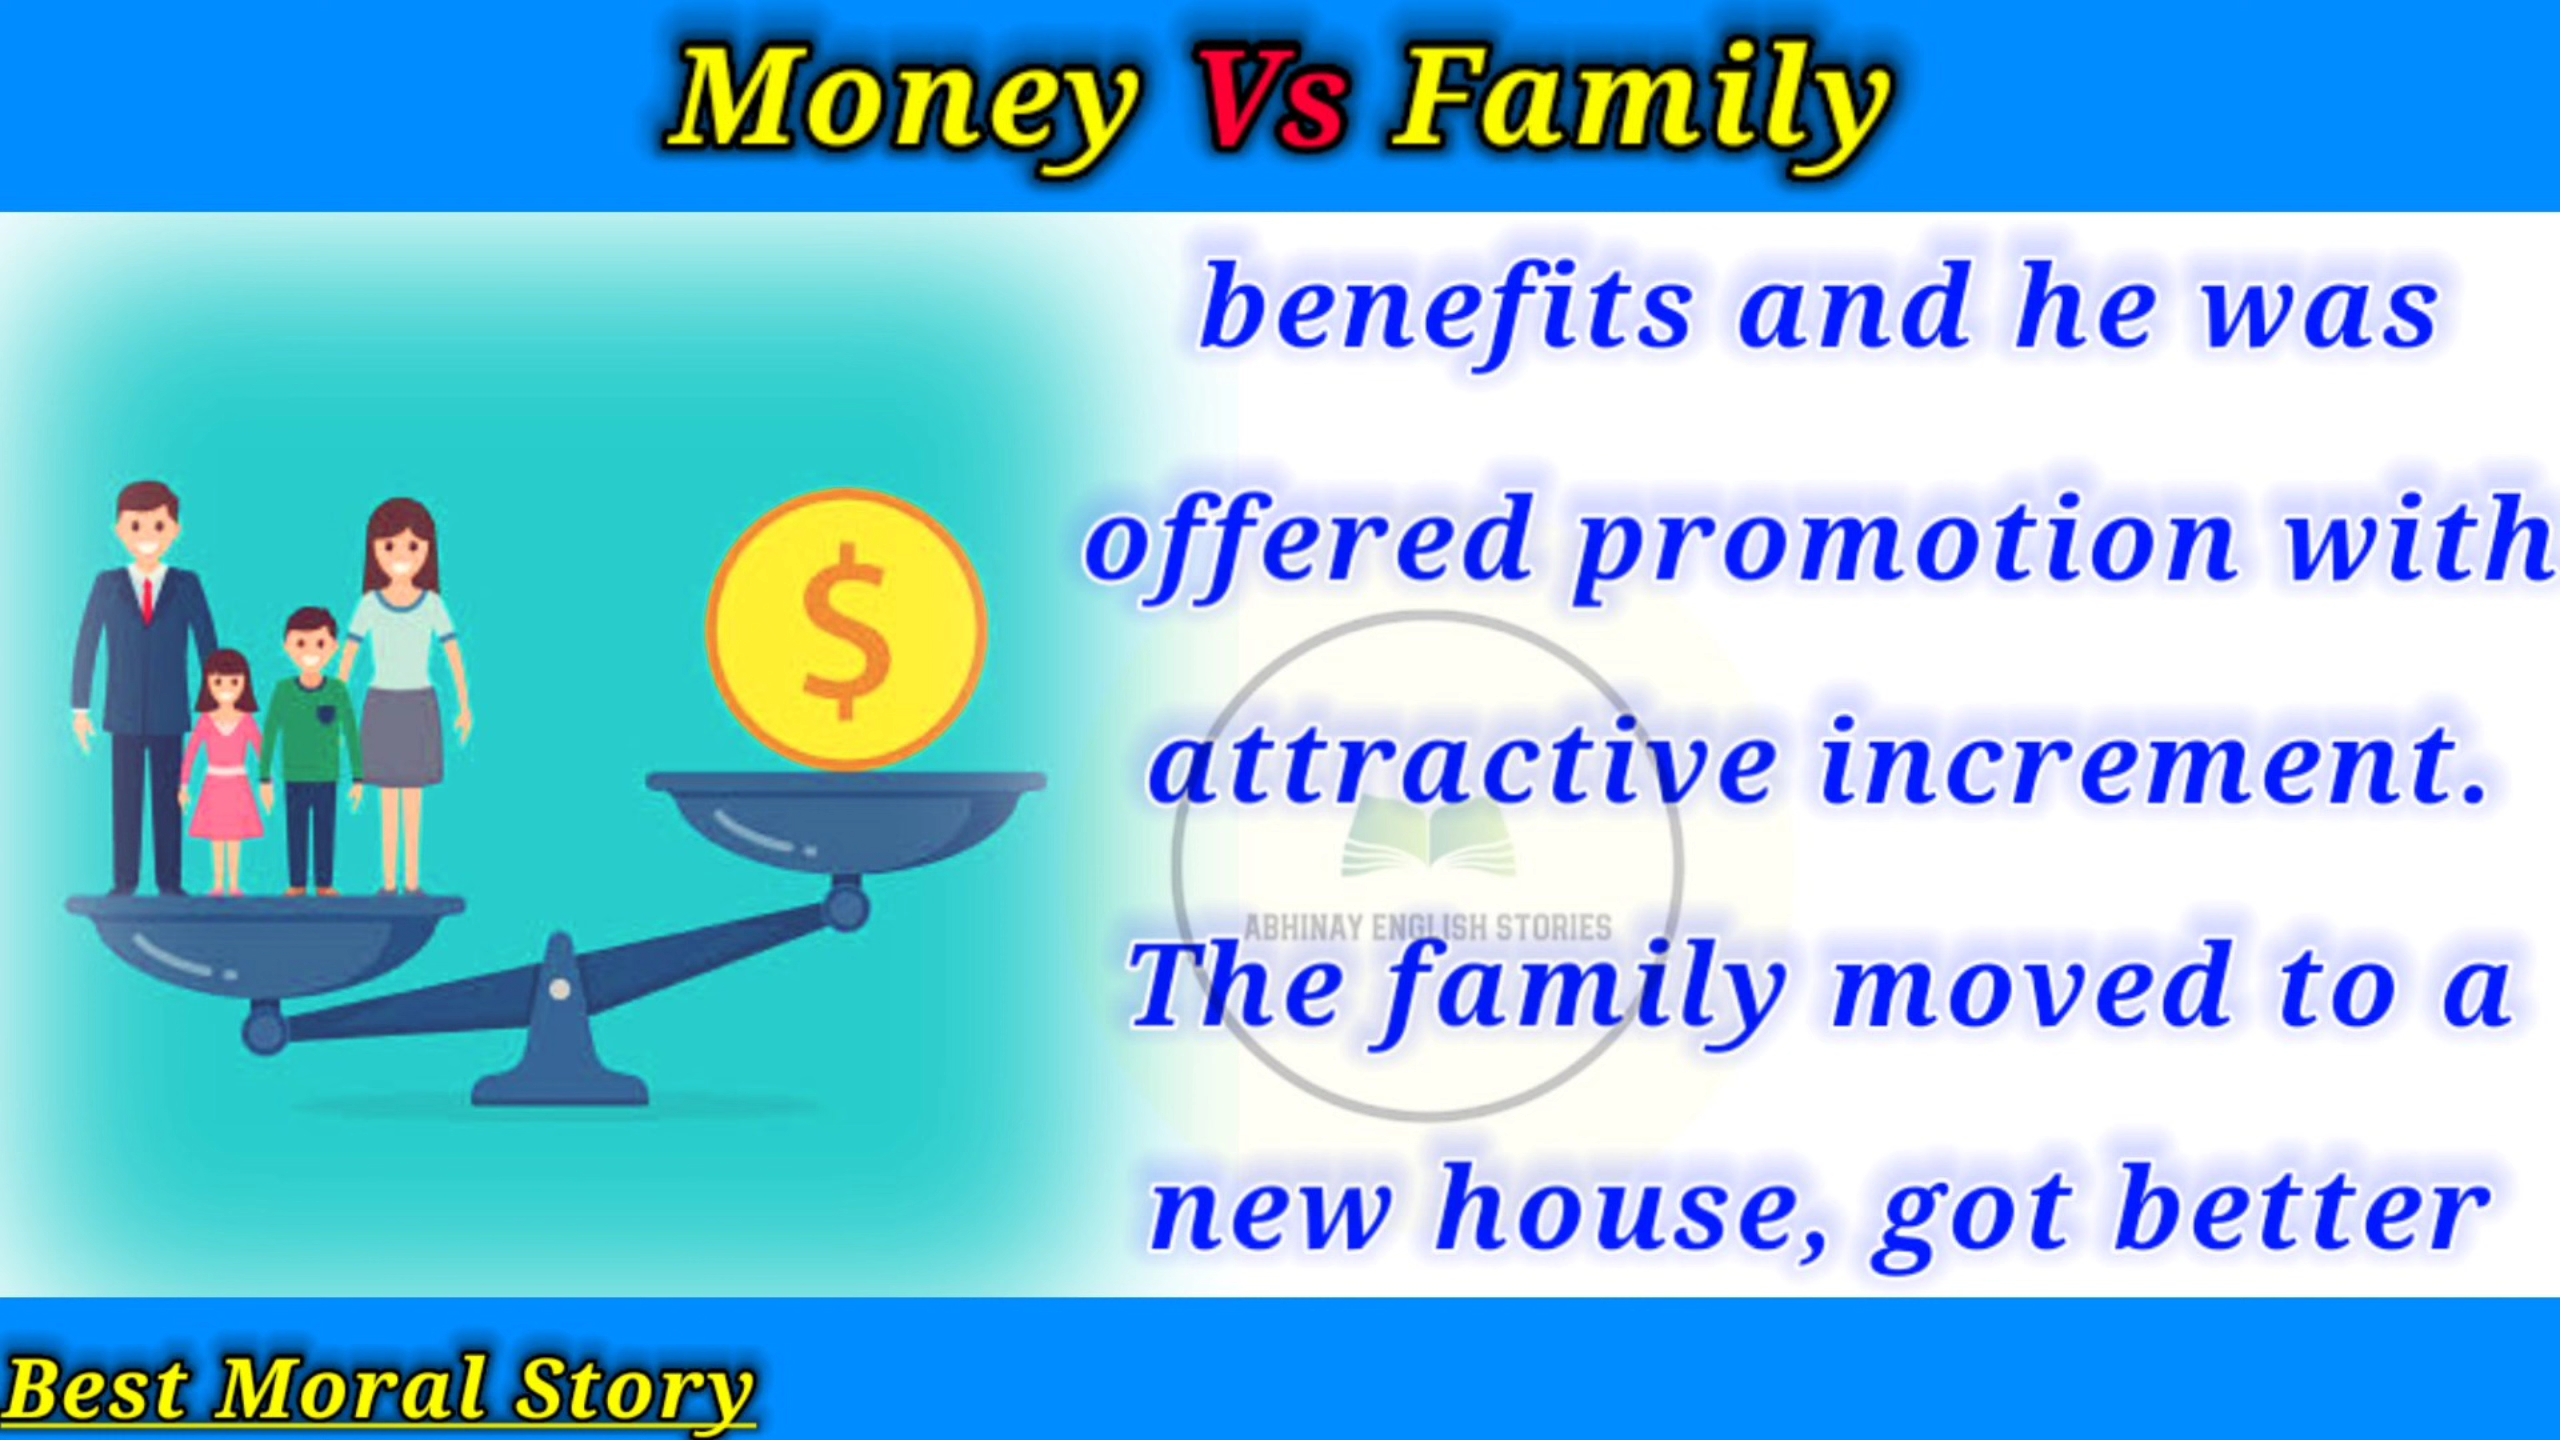 Money Vs Family
benefits and he was
offered promotion with
attractive increment.
ABHINAY ENGLISH STORIES
The family moved to a
new house, got better
Best Moral Story
$